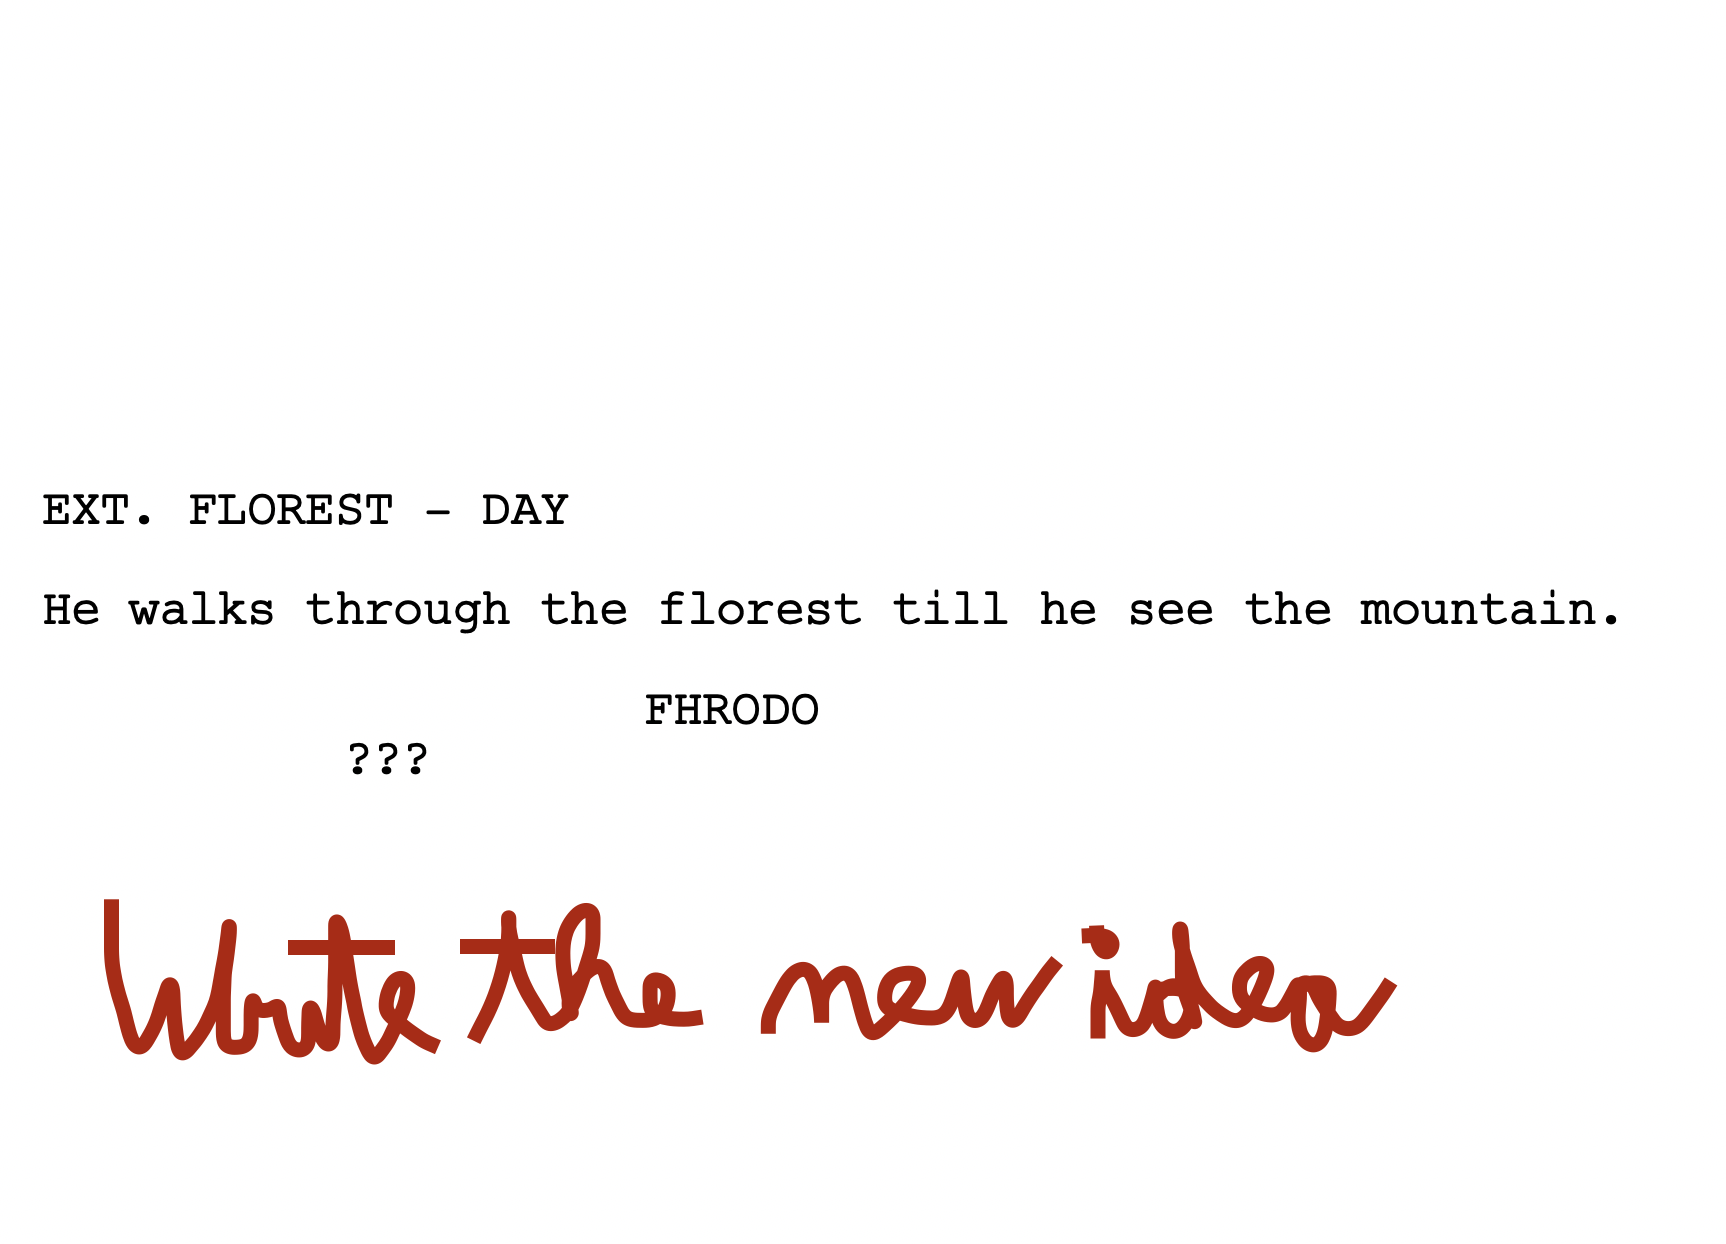 EXT. FLOREST - DAY
He walks through the florest till he see the mountain.
FHRODO
???
Write the new idea